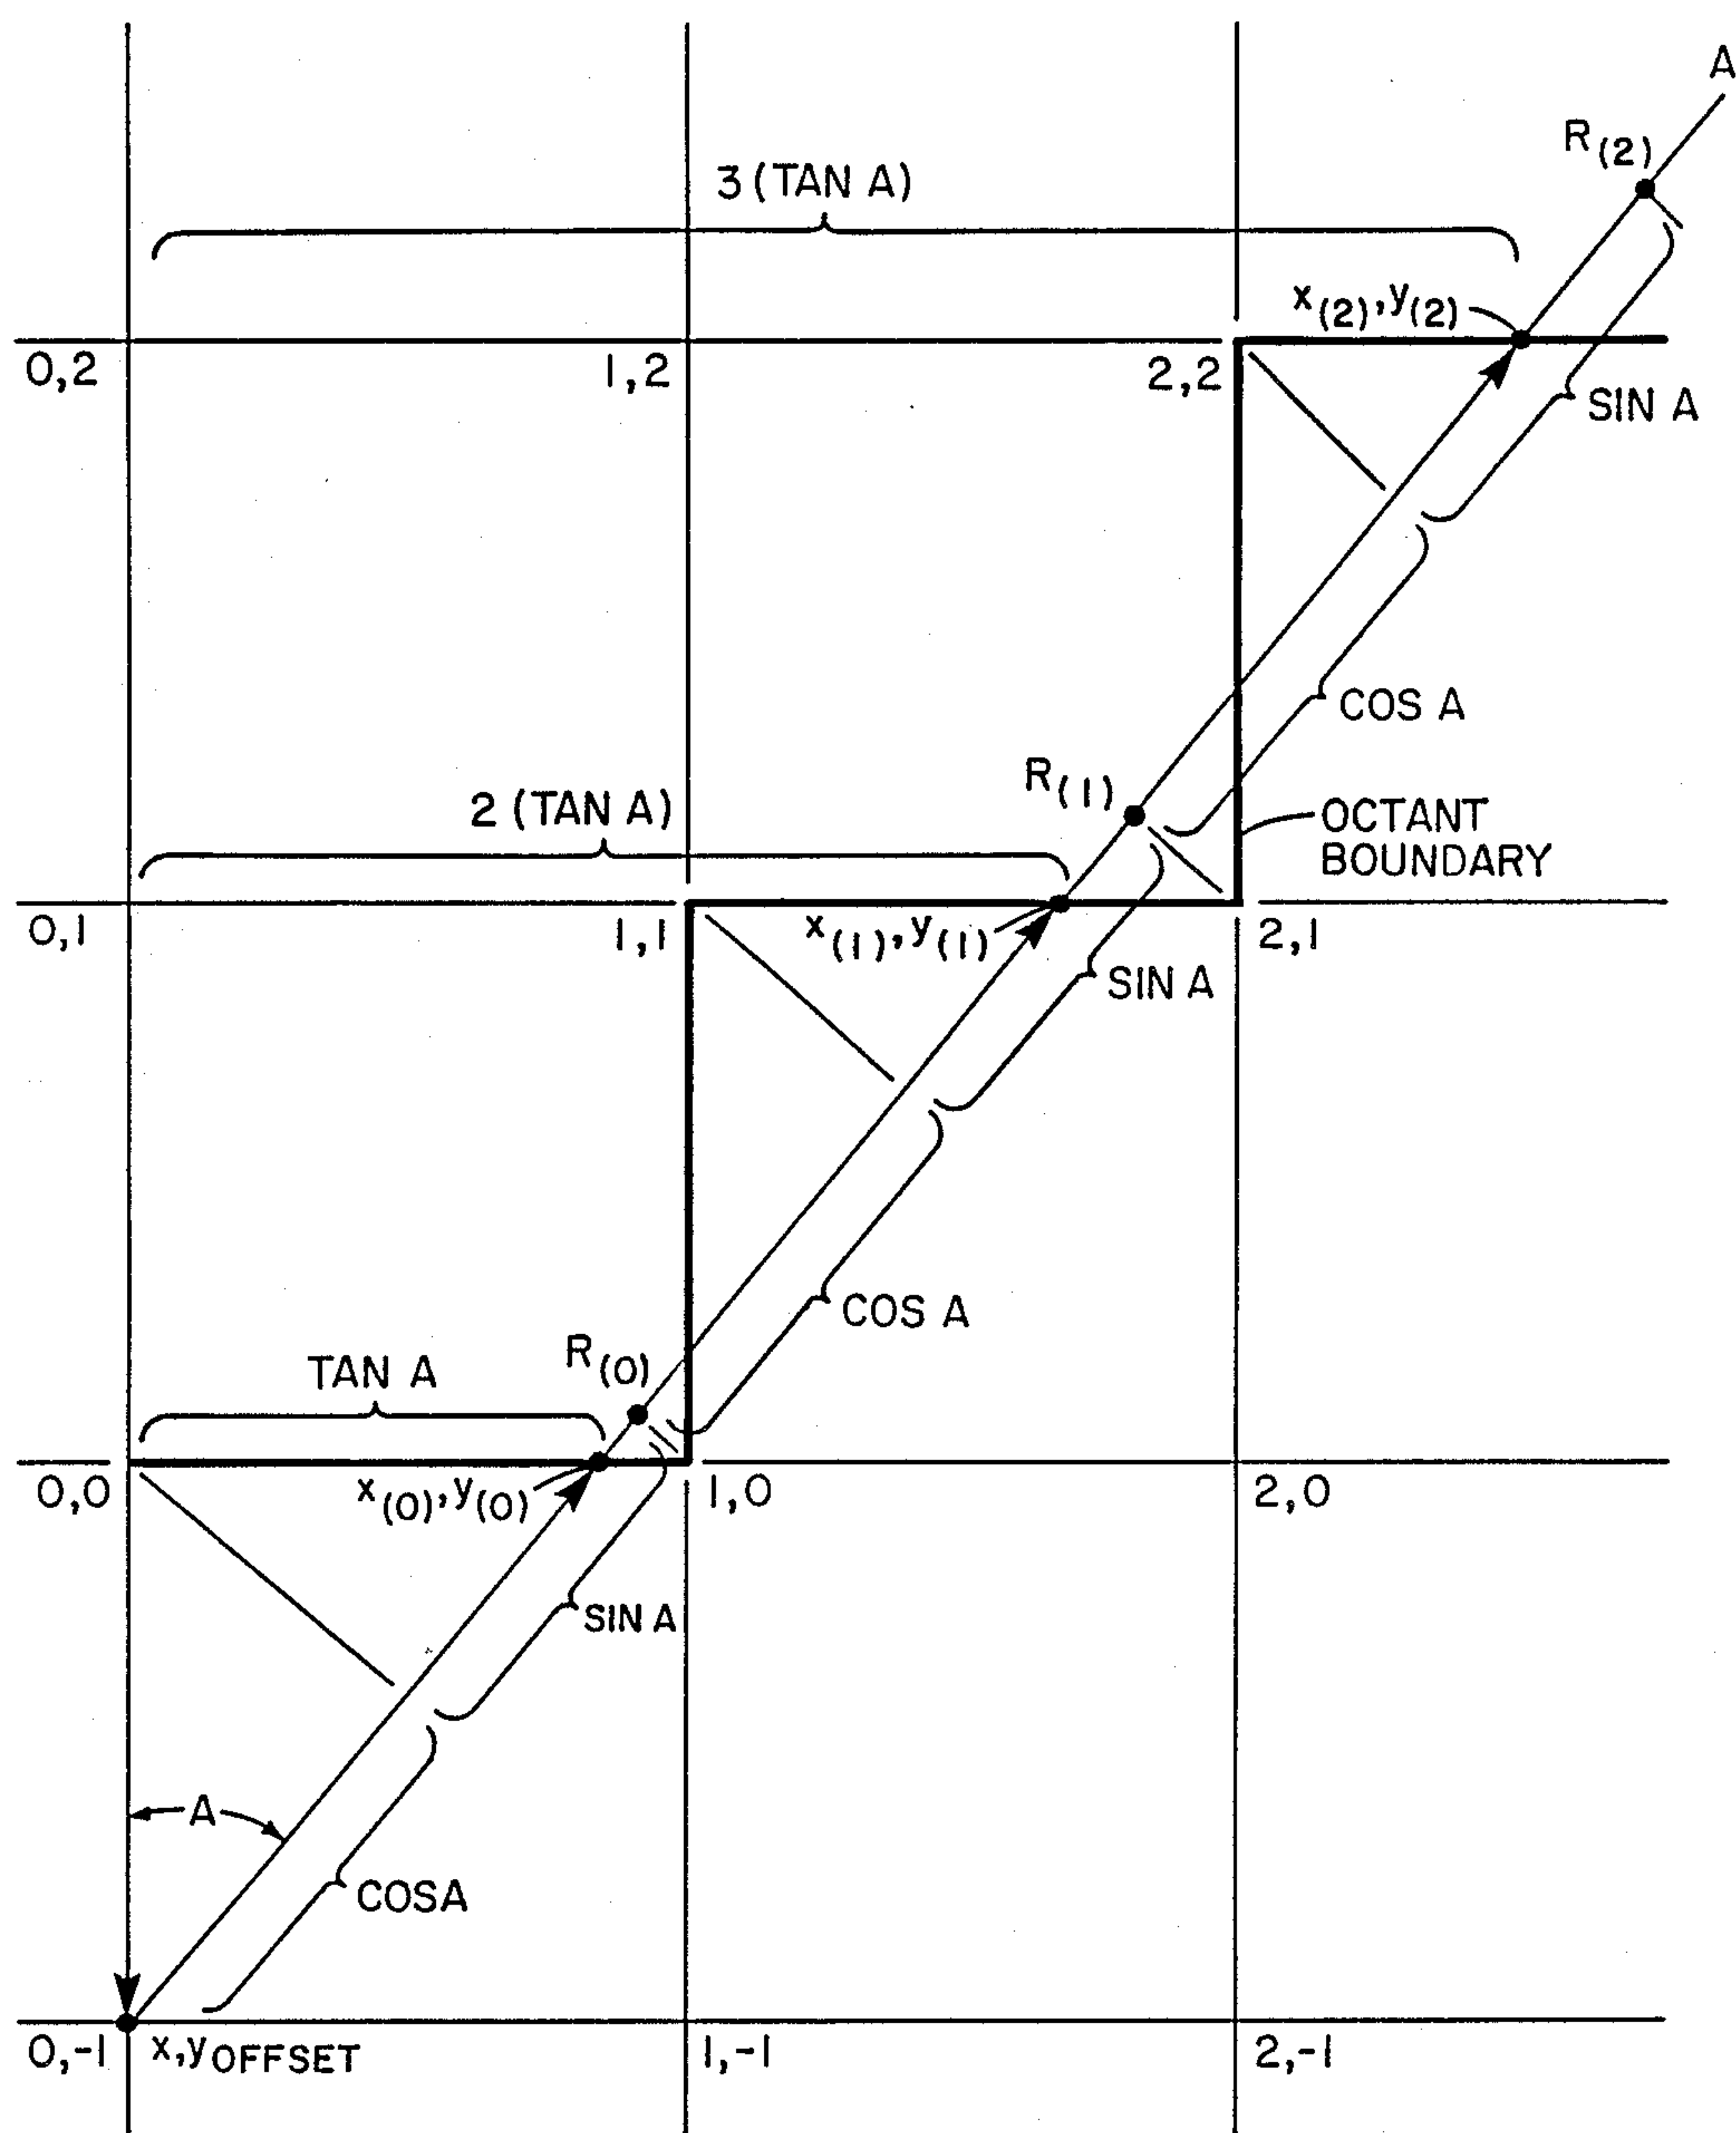 A
R(2)
3 (TAN A)
x(2),y(2)
0,2
1,2
2,2
SIN A
COS A
R(1)
2 (TAN A)
OCTANT
BOUNDARY
0,1
1,1
x(1),y(1)
2,1
SIN A
COS A
R(0)
TAN A
0,0
x(0),y(0)
1,0
2,0
SIN A
A
COSA
0,-1
x,yOFFSET
1,-1
2,-1